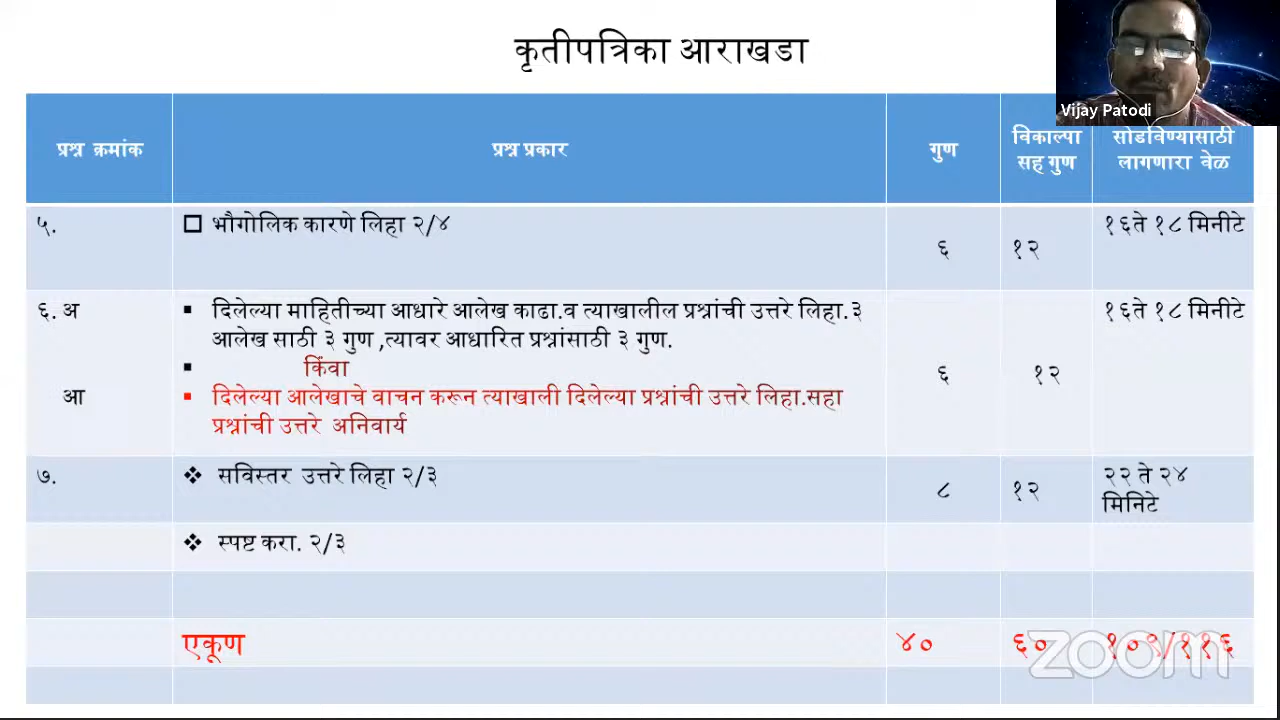 कृतीपत्रिका आराखडा
Vijay Patodi
प्रश्न क्रमांक
प्रश्न प्रकार
गुण
विकाल्पा
सह गुण
सोडविण्यासाठी
लागणारा वेळ
५.
भौगोलिक कारणे लिहा २/४
६
१२
१६ते १८ मिनीटे
६. अ
दिलेल्या माहितीच्या आधारे आलेख काढा.व त्याखालील प्रश्नांची उत्तरे लिहा.३
आलेख साठी ३ गुण ,त्यावर आधारित प्रश्नांसाठी ३ गुण.
किंवा
आ
दिलेल्या आलेखाचे वाचन करून त्याखाली दिलेल्या प्रश्नांची उत्तरे लिहा.सहा
प्रश्नांची उत्तरे अनिवार्य
६
१२
१६ते १८ मिनीटे
७.
सविस्तर उत्तरे लिहा २/३
८
१२
२२ ते २४
मिनिटे
स्पष्ट करा. २/३
एकूण
४०
६०
१०९/११६
zoom